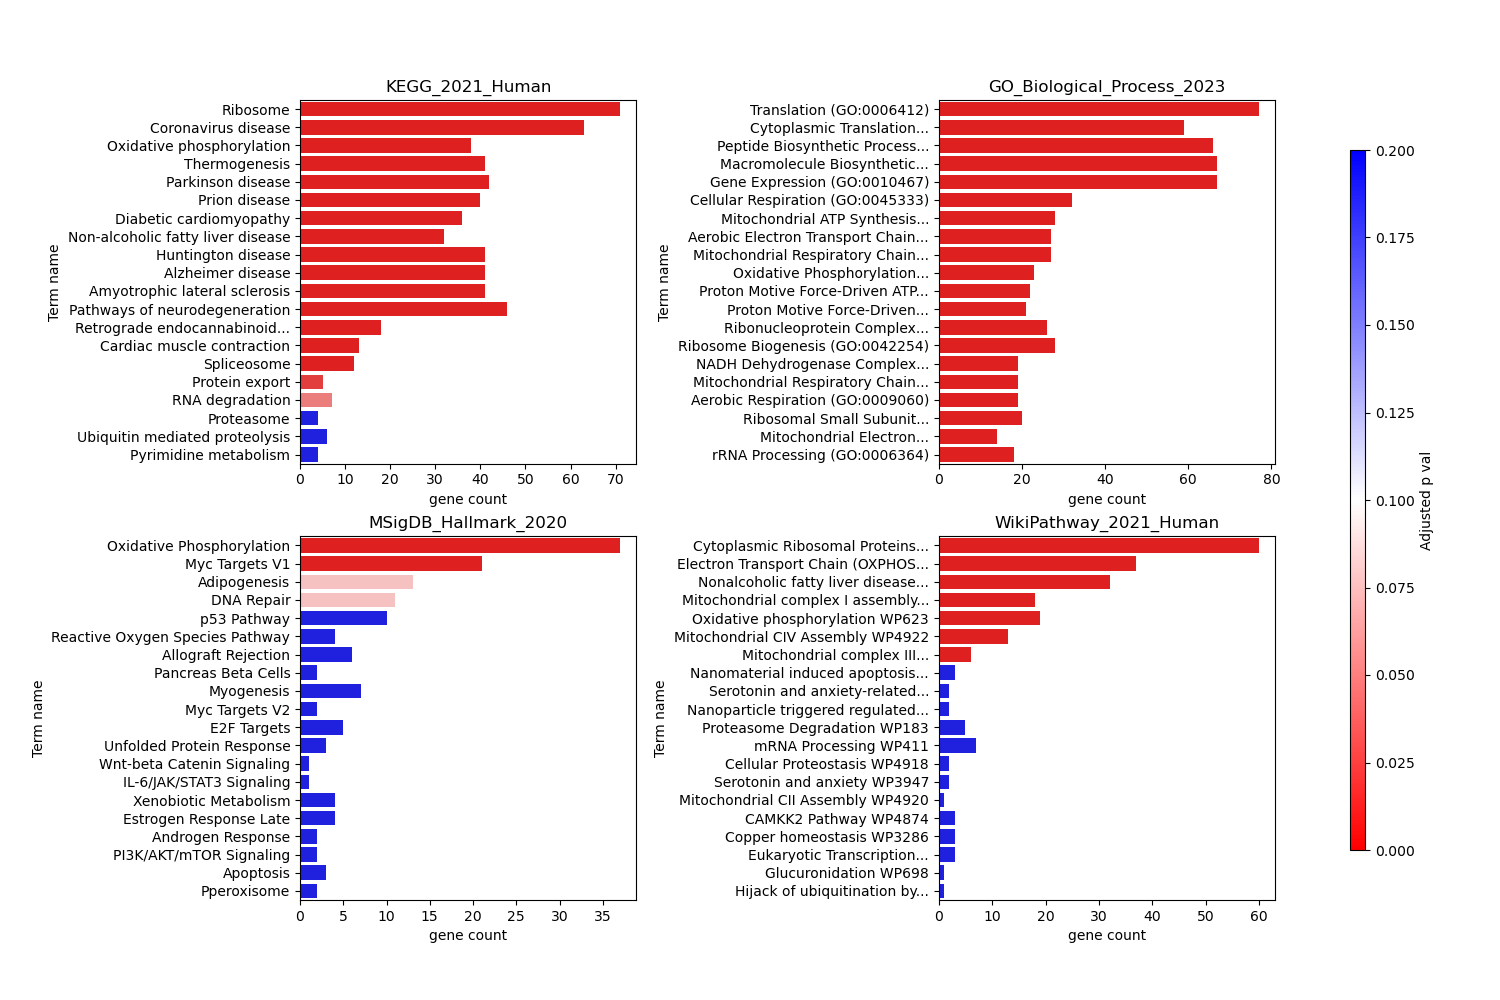 KEGG_2021_Human
Ribosome
Coronavirus disease
Oxidative phosphorylation
Thermogenesis
Parkinson disease
Prion disease
Diabetic cardiomyopathy
Non-alcoholic fatty liver disease
Huntington disease
Alzheimer disease
Amyotrophic lateral sclerosis
Pathways of neurodegeneration
Retrograde endocannabinoid...
Cardiac muscle contraction
Spliceosome
Protein export
RNA degradation
Proteasome
Ubiquitin mediated proteolysis
Pyrimidine metabolism
Term name
0 10 20 30 40 50 60 70
gene count
GO_Biological_Process_2023
Translation (GO:0006412)
Cytoplasmic Translation...
Peptide Biosynthetic Process...
Macromolecule Biosynthetic...
Gene Expression (GO:0010467)
Cellular Respiration (GO:0045333)
Mitochondrial ATP Synthesis...
Aerobic Electron Transport Chain...
Mitochondrial Respiratory Chain...
Oxidative Phosphorylation...
Proton Motive Force-Driven ATP...
Proton Motive Force-Driven...
Ribonucleoprotein Complex...
Ribosome Biogenesis (GO:0042254)
NADH Dehydrogenase Complex...
Mitochondrial Respiratory Chain...
Aerobic Respiration (GO:0009060)
Ribosomal Small Subunit...
Mitochondrial Electron...
rRNA Processing (GO:0006364)
Term name
0 20 40 60 80
gene count
MSigDB_Hallmark_2020
Oxidative Phosphorylation
Myc Targets V1
Adipogenesis
DNA Repair
p53 Pathway
Reactive Oxygen Species Pathway
Allograft Rejection
Pancreas Beta Cells
Myogenesis
Myc Targets V2
E2F Targets
Unfolded Protein Response
Wnt-beta Catenin Signaling
IL-6/JAK/STAT3 Signaling
Xenobiotic Metabolism
Estrogen Response Late
Androgen Response
PI3K/AKT/mTOR Signaling
Apoptosis
Pperoxisome
Term name
0 5 10 15 20 25 30 35
gene count
WikiPathway_2021_Human
Cytoplasmic Ribosomal Proteins...
Electron Transport Chain (OXPHOS...
Nonalcoholic fatty liver disease...
Mitochondrial complex I assembly...
Oxidative phosphorylation WP623
Mitochondrial CIV Assembly WP4922
Mitochondrial complex III...
Nanomaterial induced apoptosis...
Serotonin and anxiety-related...
Nanoparticle triggered regulated...
Proteasome Degradation WP183
mRNA Processing WP411
Cellular Proteostasis WP4918
Serotonin and anxiety WP3947
Mitochondrial CII Assembly WP4920
CAMKK2 Pathway WP4874
Copper homeostasis WP3286
Eukaryotic Transcription...
Glucuronidation WP698
Hijack of ubiquitination by...
Term name
0 10 20 30 40 50 60
gene count
0.200
0.175
0.150
0.125
0.100
0.075
0.050
0.025
0.000
Adjusted p val